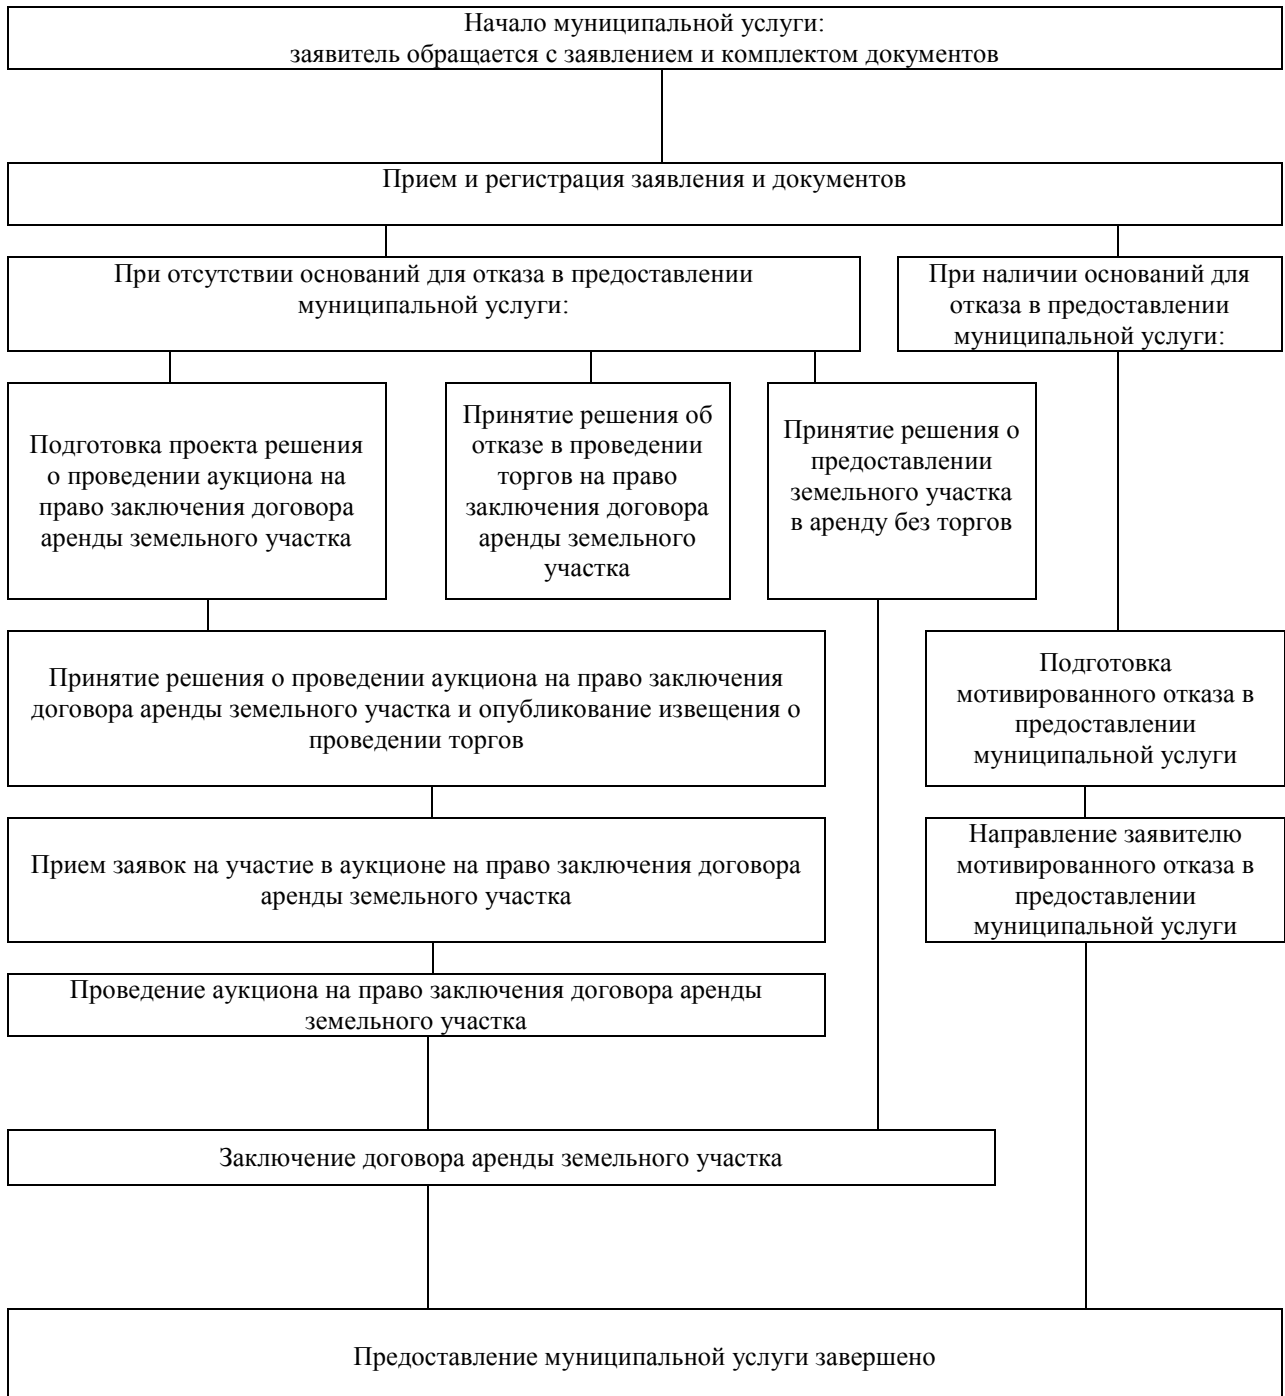 Начало муниципальной услуги:
заявитель обращается с заявлением и комплектом документов
Прием и регистрация заявления и документов
При отсутствии оснований для отказа в предоставлении
муниципальной услуги:
При наличии оснований для
отказа в предоставлении
муниципальной услуги:
Подготовка проекта решения
о проведении аукциона на
право заключения договора
аренды земельного участка
Принятие решения об
отказе в проведении
торгов на право
заключения договора
аренды земельного
участка
Принятие решения о
предоставлении
земельного участка
в аренду без торгов
Принятие решения о проведении аукциона на право заключения
договора аренды земельного участка и опубликование извещения о
проведении торгов
Подготовка
мотивированного отказа в
предоставлении
муниципальной услуги
Прием заявок на участие в аукционе на право заключения договора
аренды земельного участка
Направление заявителю
мотивированного отказа в
предоставлении
муниципальной услуги
Проведение аукциона на право заключения договора аренды
земельного участка
Заключение договора аренды земельного участка
Предоставление муниципальной услуги завершено